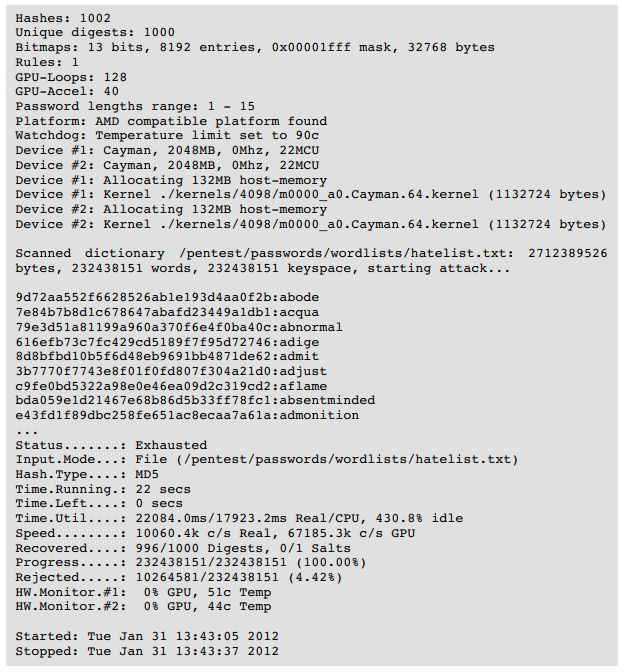 Hashes: 1002
Unique digests: 1000
Bitmaps: 13 bits, 8192 entries, 0x00001fff mask, 32768 bytes
Rules: 1
GPU-Loops: 128
GPU-Accel: 40
Password lengths range: 1 - 15
Platform: AMD compatible platform found
Watchdog: Temperature limit set to 90c
Device #1: Cayman, 2048MB, 0Mhz, 22MCU
Device #2: Cayman, 2048MB, 0Mhz, 22MCU
Device #1: Allocating 132MB host-memory
Device #1: Kernel ./kernels/4098/m0000_a0.Cayman.64.kernel (1132724 bytes)
Device #2: Allocating 132MB host-memory
Device #2: Kernel ./kernels/4098/m0000_a0.Cayman.64.kernel (1132724 bytes)
Scanned dictionary /pentest/passwords/wordlists/hatelist.txt: 2712389526
bytes, 232438151 words, 232438151 keyspace, starting attack...
9d72aa552f6628526ab1e193d4aa0f2b:abode
7e84b7b8d1c678647abafd23449a1db1:acqua
79e3d51a81199a960a370f6e4f0ba40c:abnormal
616efb73c7fc429cd5189f7f95d72746:adige
8d8bfbd10b5f6d48eb9691bb4871de62:admit
3b7770f7743e8f01f0fd807f304a21d0:adjust
c9fe0bd5322a98e0e46ea09d2c319cd2:aflame
bda059e1d21467e68b86d5b33ff78fc1:absentminded
e43fd1f89dbc258fe651ac8ecaa7a61a:admonition
...
Status.......: Exhausted
Input.Mode...: File (/pentest/passwords/wordlists/hatelist.txt)
Hash.Type....: MD5
Time.Running.: 22 secs
Time.Left....: 0 secs
Time.Util....: 22084.0ms/17923.2ms Real/CPU, 430.8% idle
Speed........: 10060.4k c/s Real, 67185.3k c/s GPU
Recovered....: 996/1000 Digests, 0/1 Salts
Progress.....: 232438151/232438151 (100.00%)
Rejected.....: 10264581/232438151 (4.42%)
HW.Monitor.#1:  0% GPU, 51c Temp
HW.Monitor.#2:  0% GPU, 44c Temp
Started: Tue Jan 31 13:43:05 2012
Stopped: Tue Jan 31 13:43:37 2012